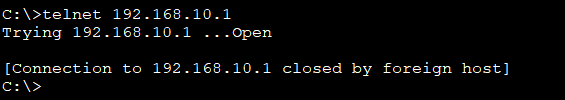 C:\>telnet 192.168.10.1
Trying 192.168.10.1 ...Open
[Connection to 192.168.10.1 closed by foreign host]
C:\>